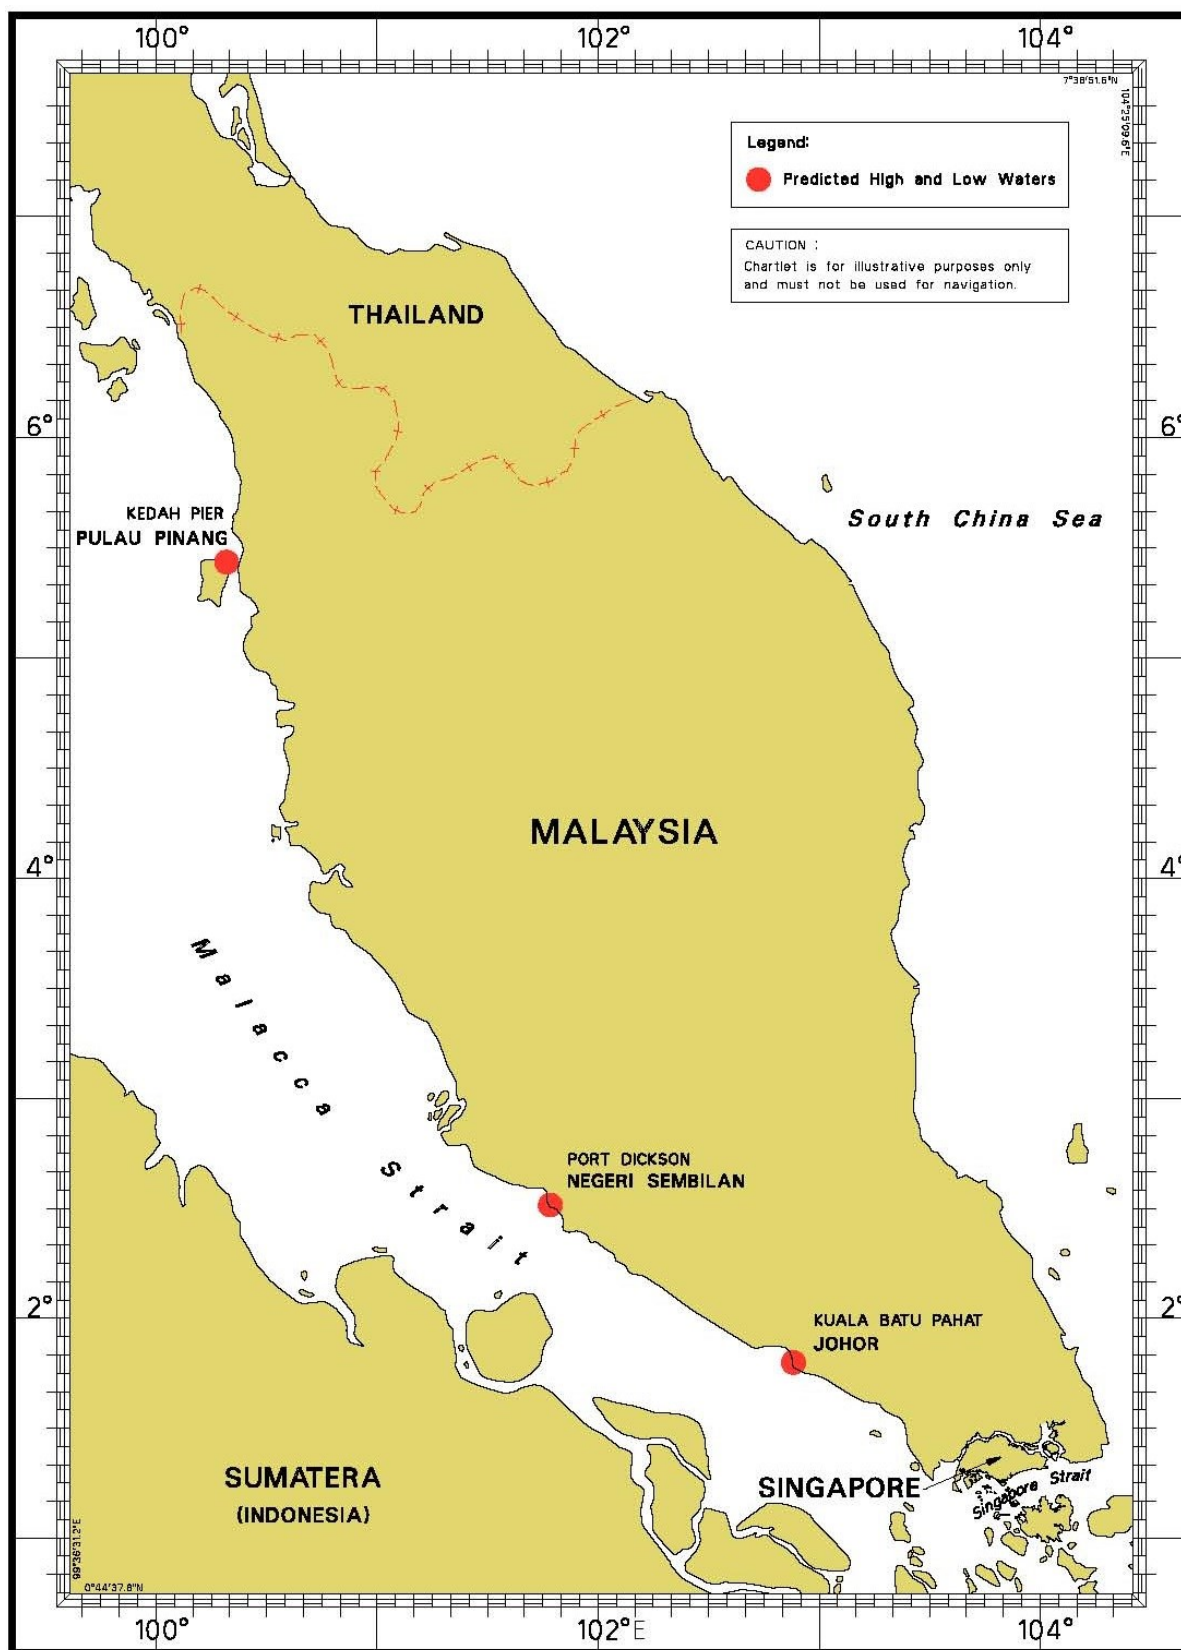 100°
102°
104°
7°38'51.6"N
104°25'09.6"E
Legend:
Predicted High and Low Waters
CAUTION :
Chartlet is for illustrative purposes only
and must not be used for navigation.
THAILAND
6°
6°
KEDAH PIER
PULAU PINANG
South China Sea
MALAYSIA
4°
4°
Malacca Strait
PORT DICKSON
NEGERI SEMBILAN
2°
2°
KUALA BATU PAHAT
JOHOR
SUMATERA
(INDONESIA)
SINGAPORE
Singapore Strait
99°36'31.2"E
0°44'37.8"N
100°
102°E
104°